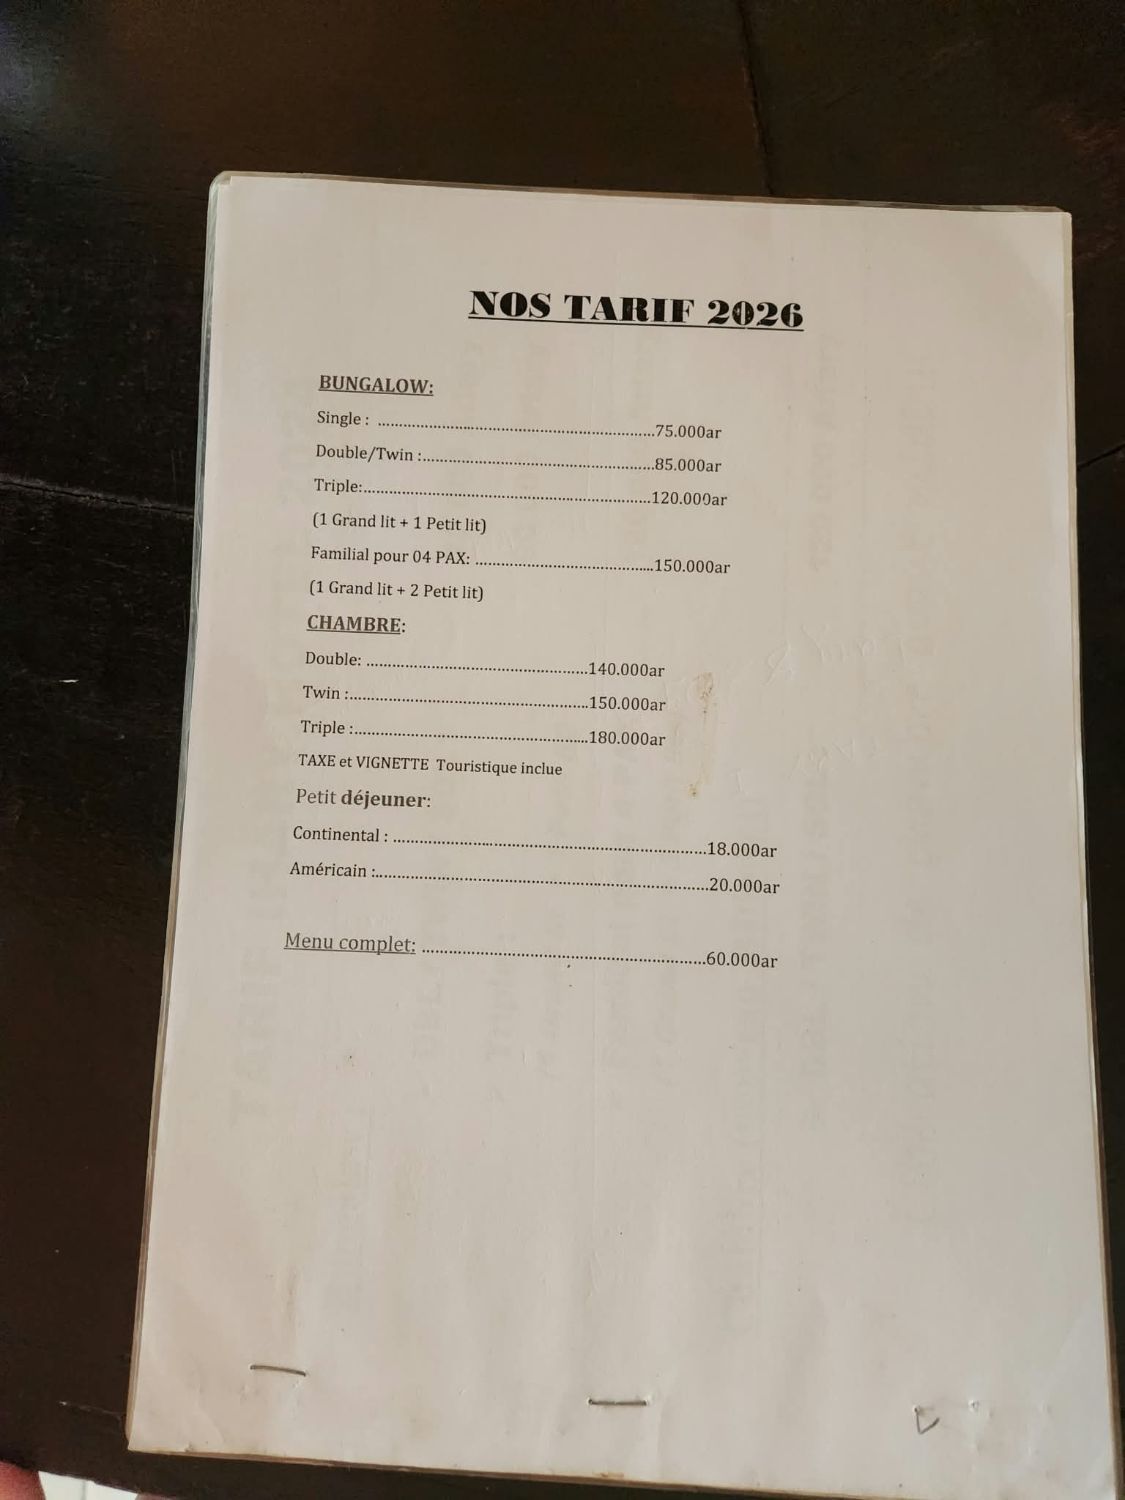 NOS TARIF 2026
BUNGALOW:
Single : ......................................................................75.000ar
Double/Twin :..........................................................85.000ar
Triple:........................................................................120.000ar
(1 Grand lit + 1 Petit lit)
Familial pour 04 PAX: .............................................150.000ar
(1 Grand lit + 2 Petit lit)
CHAMBRE:
Double: ........................................................140.000ar
Twin :............................................................150.000ar
Triple :...........................................................180.000ar
TAXE et VIGNETTE Touristique inclue
Petit déjeuner:
Continental : ...............................................................................18.000ar
Américain :....................................................................................20.000ar
Menu complet: .......................................................................60.000ar